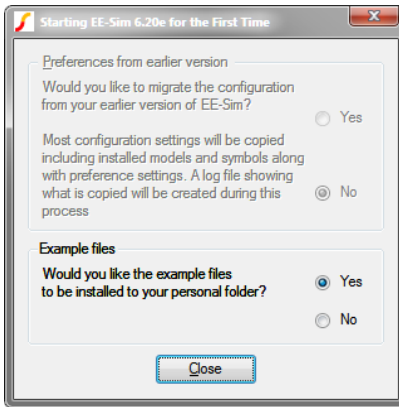 Starting EE-Sim 6.20e for the First Time
Preferences from earlier version
Would you like to migrate the configuration
from your earlier version of EE-Sim?
Yes
Most configuration settings will be copied
including installed models and symbols along
with preference settings. A log file showing
what is copied will be created during this
process
No
Example files
Would you like the example files
to be installed to your personal folder?
Yes
No
Close